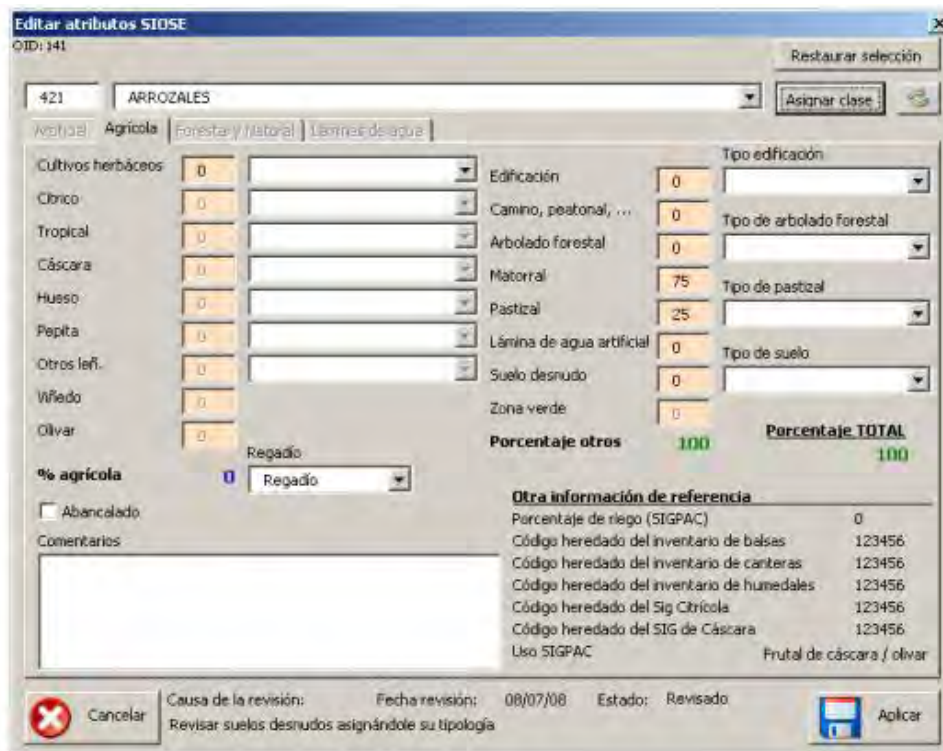 Editar atributos SIOSE
OID: 141
Restaurar selección
421 ARROZALES Asignar clase
Artificial Agrícola Forestal y Natural Láminas de agua
Cultivos herbáceos 0
Cítrico 0
Tropical 0
Cáscara 0
Hueso 0
Pepita 0
Otros leñ. 0
Viñedo 0
Olivar 0
% agrícola 0
Regadío
Regadío
Abancalado
Comentarios
Edificación 0
Camino, peatonal, ... 0
Arbolado forestal 0
Matorral 75
Pastizal 25
Lámina de agua artificial 0
Suelo desnudo 0
Zona verde 0
Porcentaje otros 100
Tipo edificación
Tipo de arbolado forestal
Tipo de pastizal
Tipo de suelo
Porcentaje TOTAL
100
Otra información de referencia
Porcentaje de riego (SIGPAC) 0
Código heredado del inventario de balsas 123456
Código heredado del inventario de canteras 123456
Código heredado del inventario de humedales 123456
Código heredado del Sig Citrícola 123456
Código heredado del SIG de Cáscara 123456
Uso SIGPAC Frutal de cáscara / olivar
Cancelar
Causa de la revisión: Fecha revisión: 08/07/08 Estado: Revisado
Revisar suelos desnudos asignándole su tipología
Aplicar